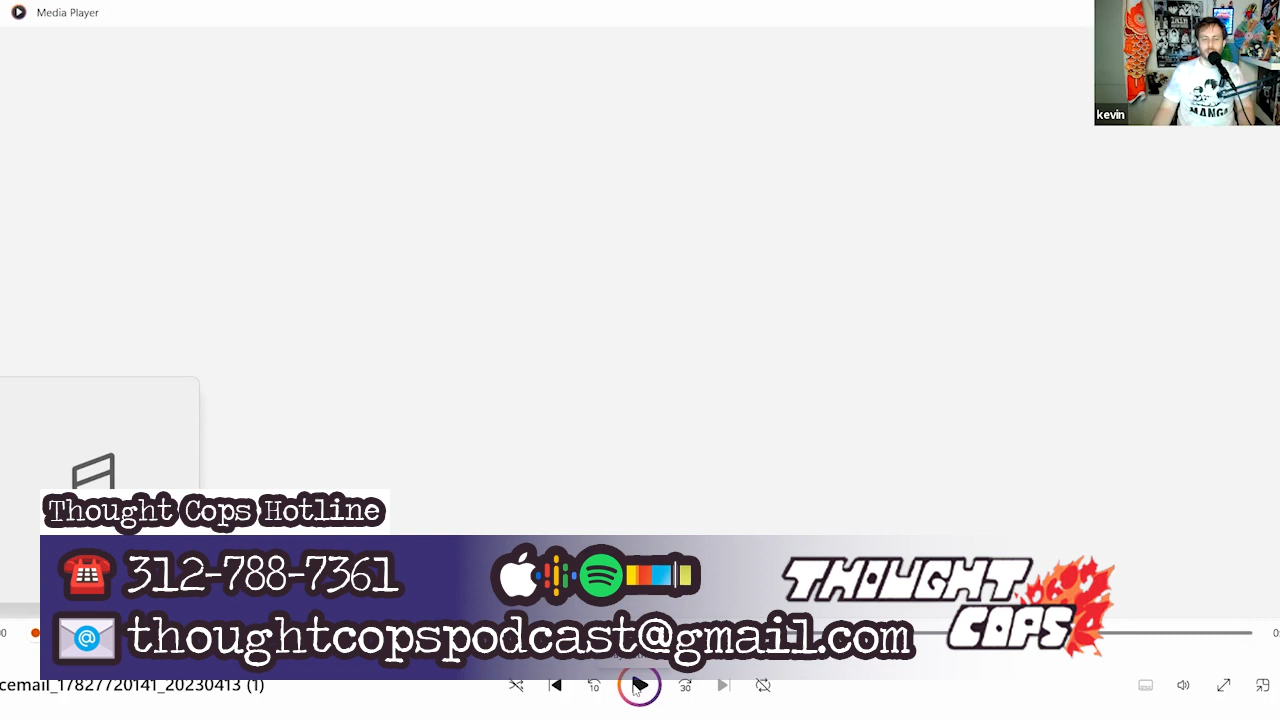 Media Player
kevin
MANGA
Thought Cops Hotline
312-788-7361
thoughtcopspodcast@gmail.com
THOUGHT
COPS
10
30
cemail_17827720141_20230413 (1)